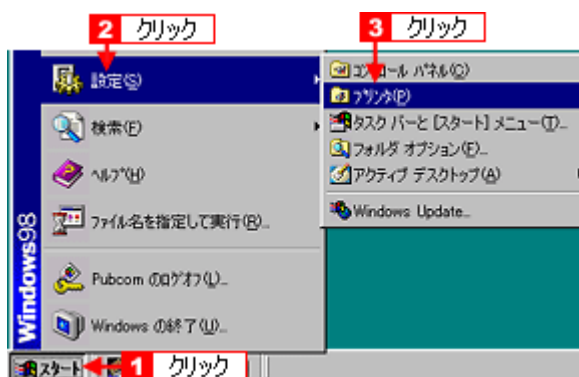 2 クリック
3 クリック
設定(S)
検索(F)
ヘルプ(H)
ファイル名を指定して実行(R)...
Pubcom のログオフ(L)...
Windows の終了(U)...
Windows98
コントロール パネル(C)
プリンタ(P)
タスク バーと [スタート] メニュー(T)...
フォルダ オプション(F)...
アクティブ デスクトップ(A)
Windows Update...
スタート
1 クリック